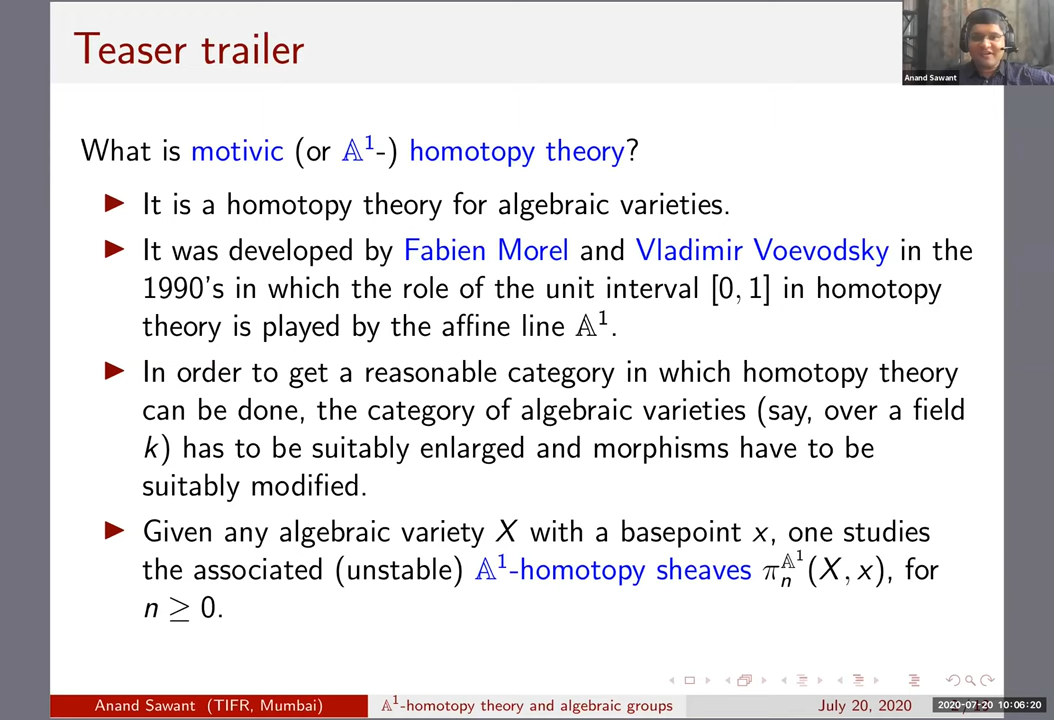 Teaser trailer
Anand Sawant
What is motivic (or 𝔸¹-) homotopy theory?
▶ It is a homotopy theory for algebraic varieties.
▶ It was developed by Fabien Morel and Vladimir Voevodsky in the
1990's in which the role of the unit interval [0, 1] in homotopy
theory is played by the affine line 𝔸¹.
▶ In order to get a reasonable category in which homotopy theory
can be done, the category of algebraic varieties (say, over a field
k) has to be suitably enlarged and morphisms have to be
suitably modified.
▶ Given any algebraic variety X with a basepoint x, one studies
the associated (unstable) 𝔸¹-homotopy sheaves π_n^{𝔸¹}(X, x), for
n ≥ 0.
Anand Sawant (TIFR, Mumbai)
𝔸¹-homotopy theory and algebraic groups
July 20, 2020
2020-07-20 10:06:20